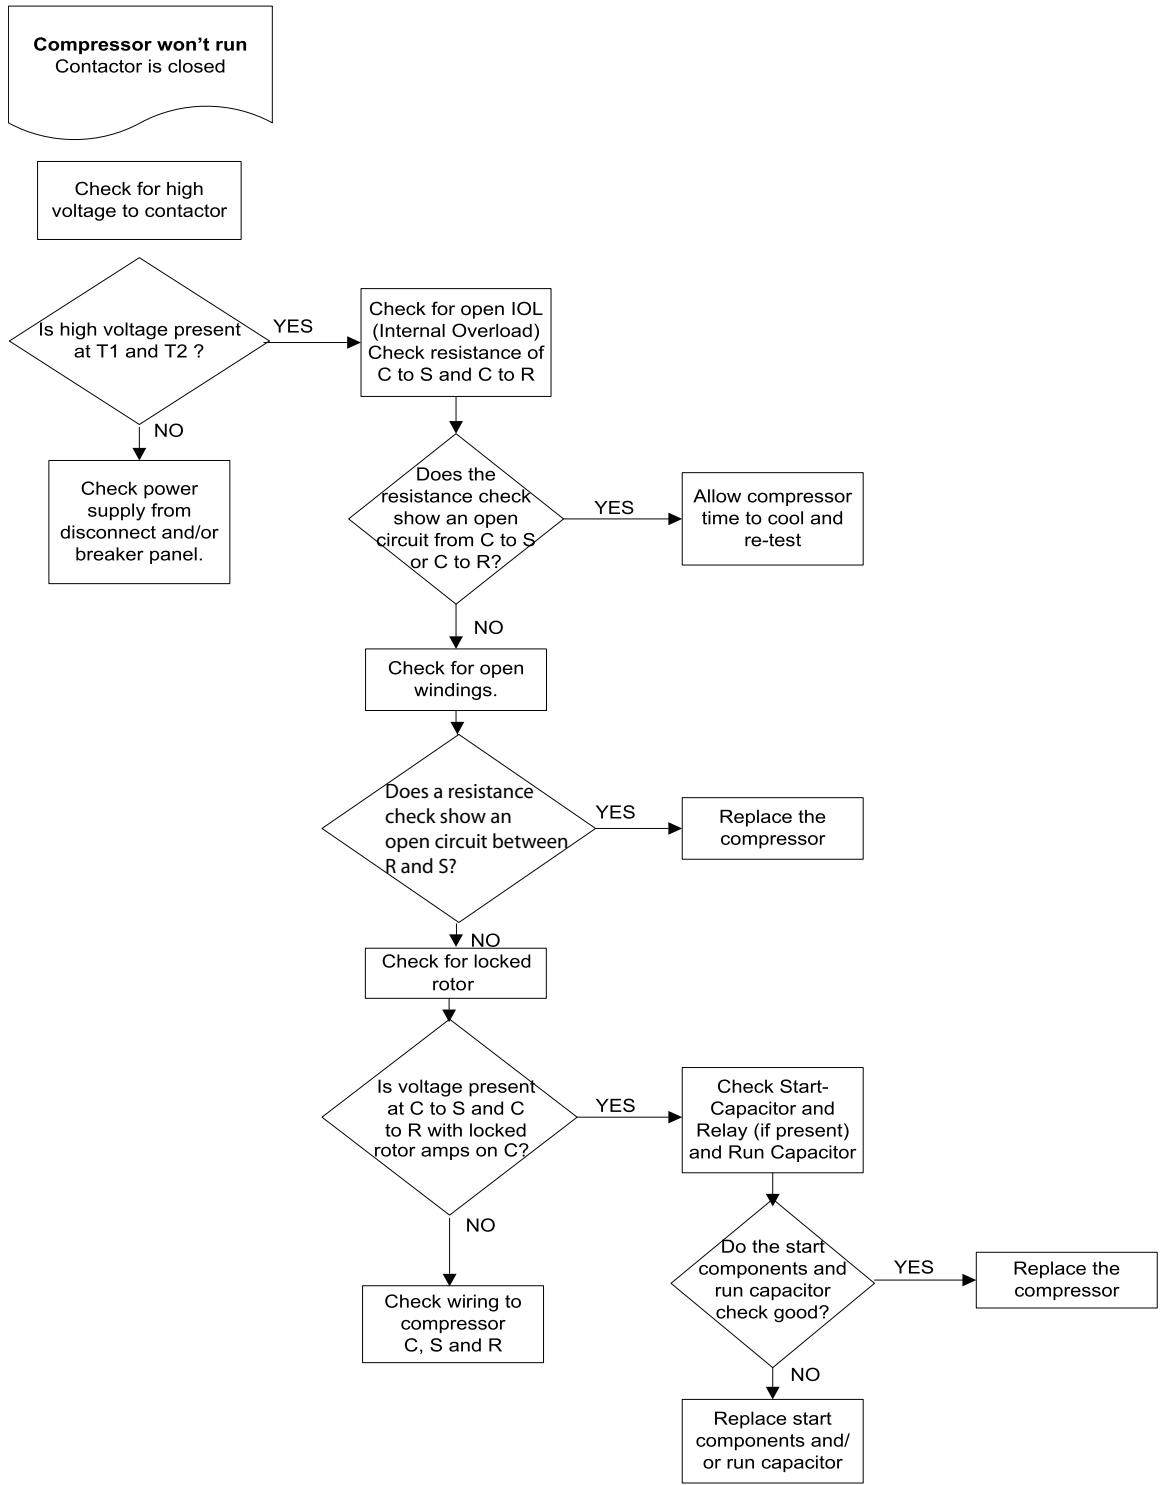 Compressor won’t run
Contactor is closed
Check for high
voltage to contactor
Is high voltage present
at T1 and T2 ?
YES
NO
Check power
supply from
disconnect and/or
breaker panel.
Check for open IOL
(Internal Overload)
Check resistance of
C to S and C to R
Does the
resistance check
show an open
circuit from C to S
or C to R?
YES
Allow compressor
time to cool and
re-test
NO
Check for open
windings.
Does a resistance
check show an
open circuit between
R and S?
YES
Replace the
compressor
NO
Check for locked
rotor
Is voltage present
at C to S and C
to R with locked
rotor amps on C?
YES
NO
Check wiring to
compressor
C, S and R
Check Start-
Capacitor and
Relay (if present)
and Run Capacitor
Do the start
components and
run capacitor
check good?
YES
Replace the
compressor
NO
Replace start
components and/
or run capacitor